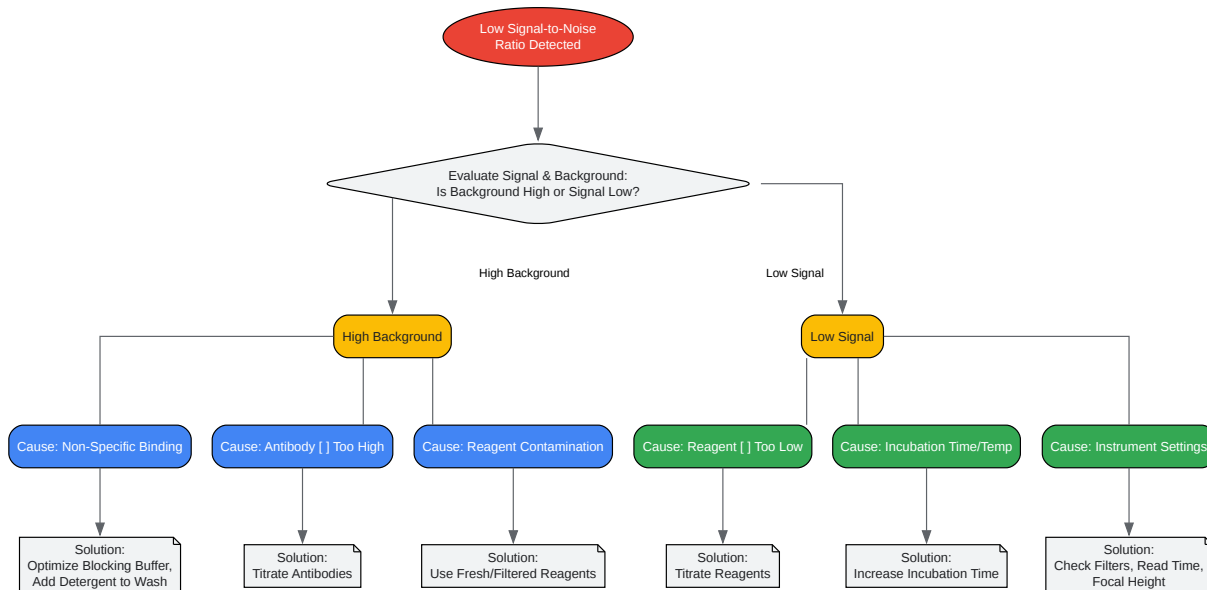 Low Signal-to-Noise
Ratio Detected
Evaluate Signal & Background:
Is Background High or Signal Low?
High Background
Low Signal
High Background
Low Signal
Cause: Non-Specific Binding
Cause: Antibody [ ] Too High
Cause: Reagent Contamination
Cause: Reagent [ ] Too Low
Cause: Incubation Time/Temp
Cause: Instrument Settings
Solution:
Optimize Blocking Buffer,
Add Detergent to Wash
Solution:
Titrate Antibodies
Solution:
Use Fresh/Filtered Reagents
Solution:
Titrate Reagents
Solution:
Increase Incubation Time
Solution:
Check Filters, Read Time,
Focal Height